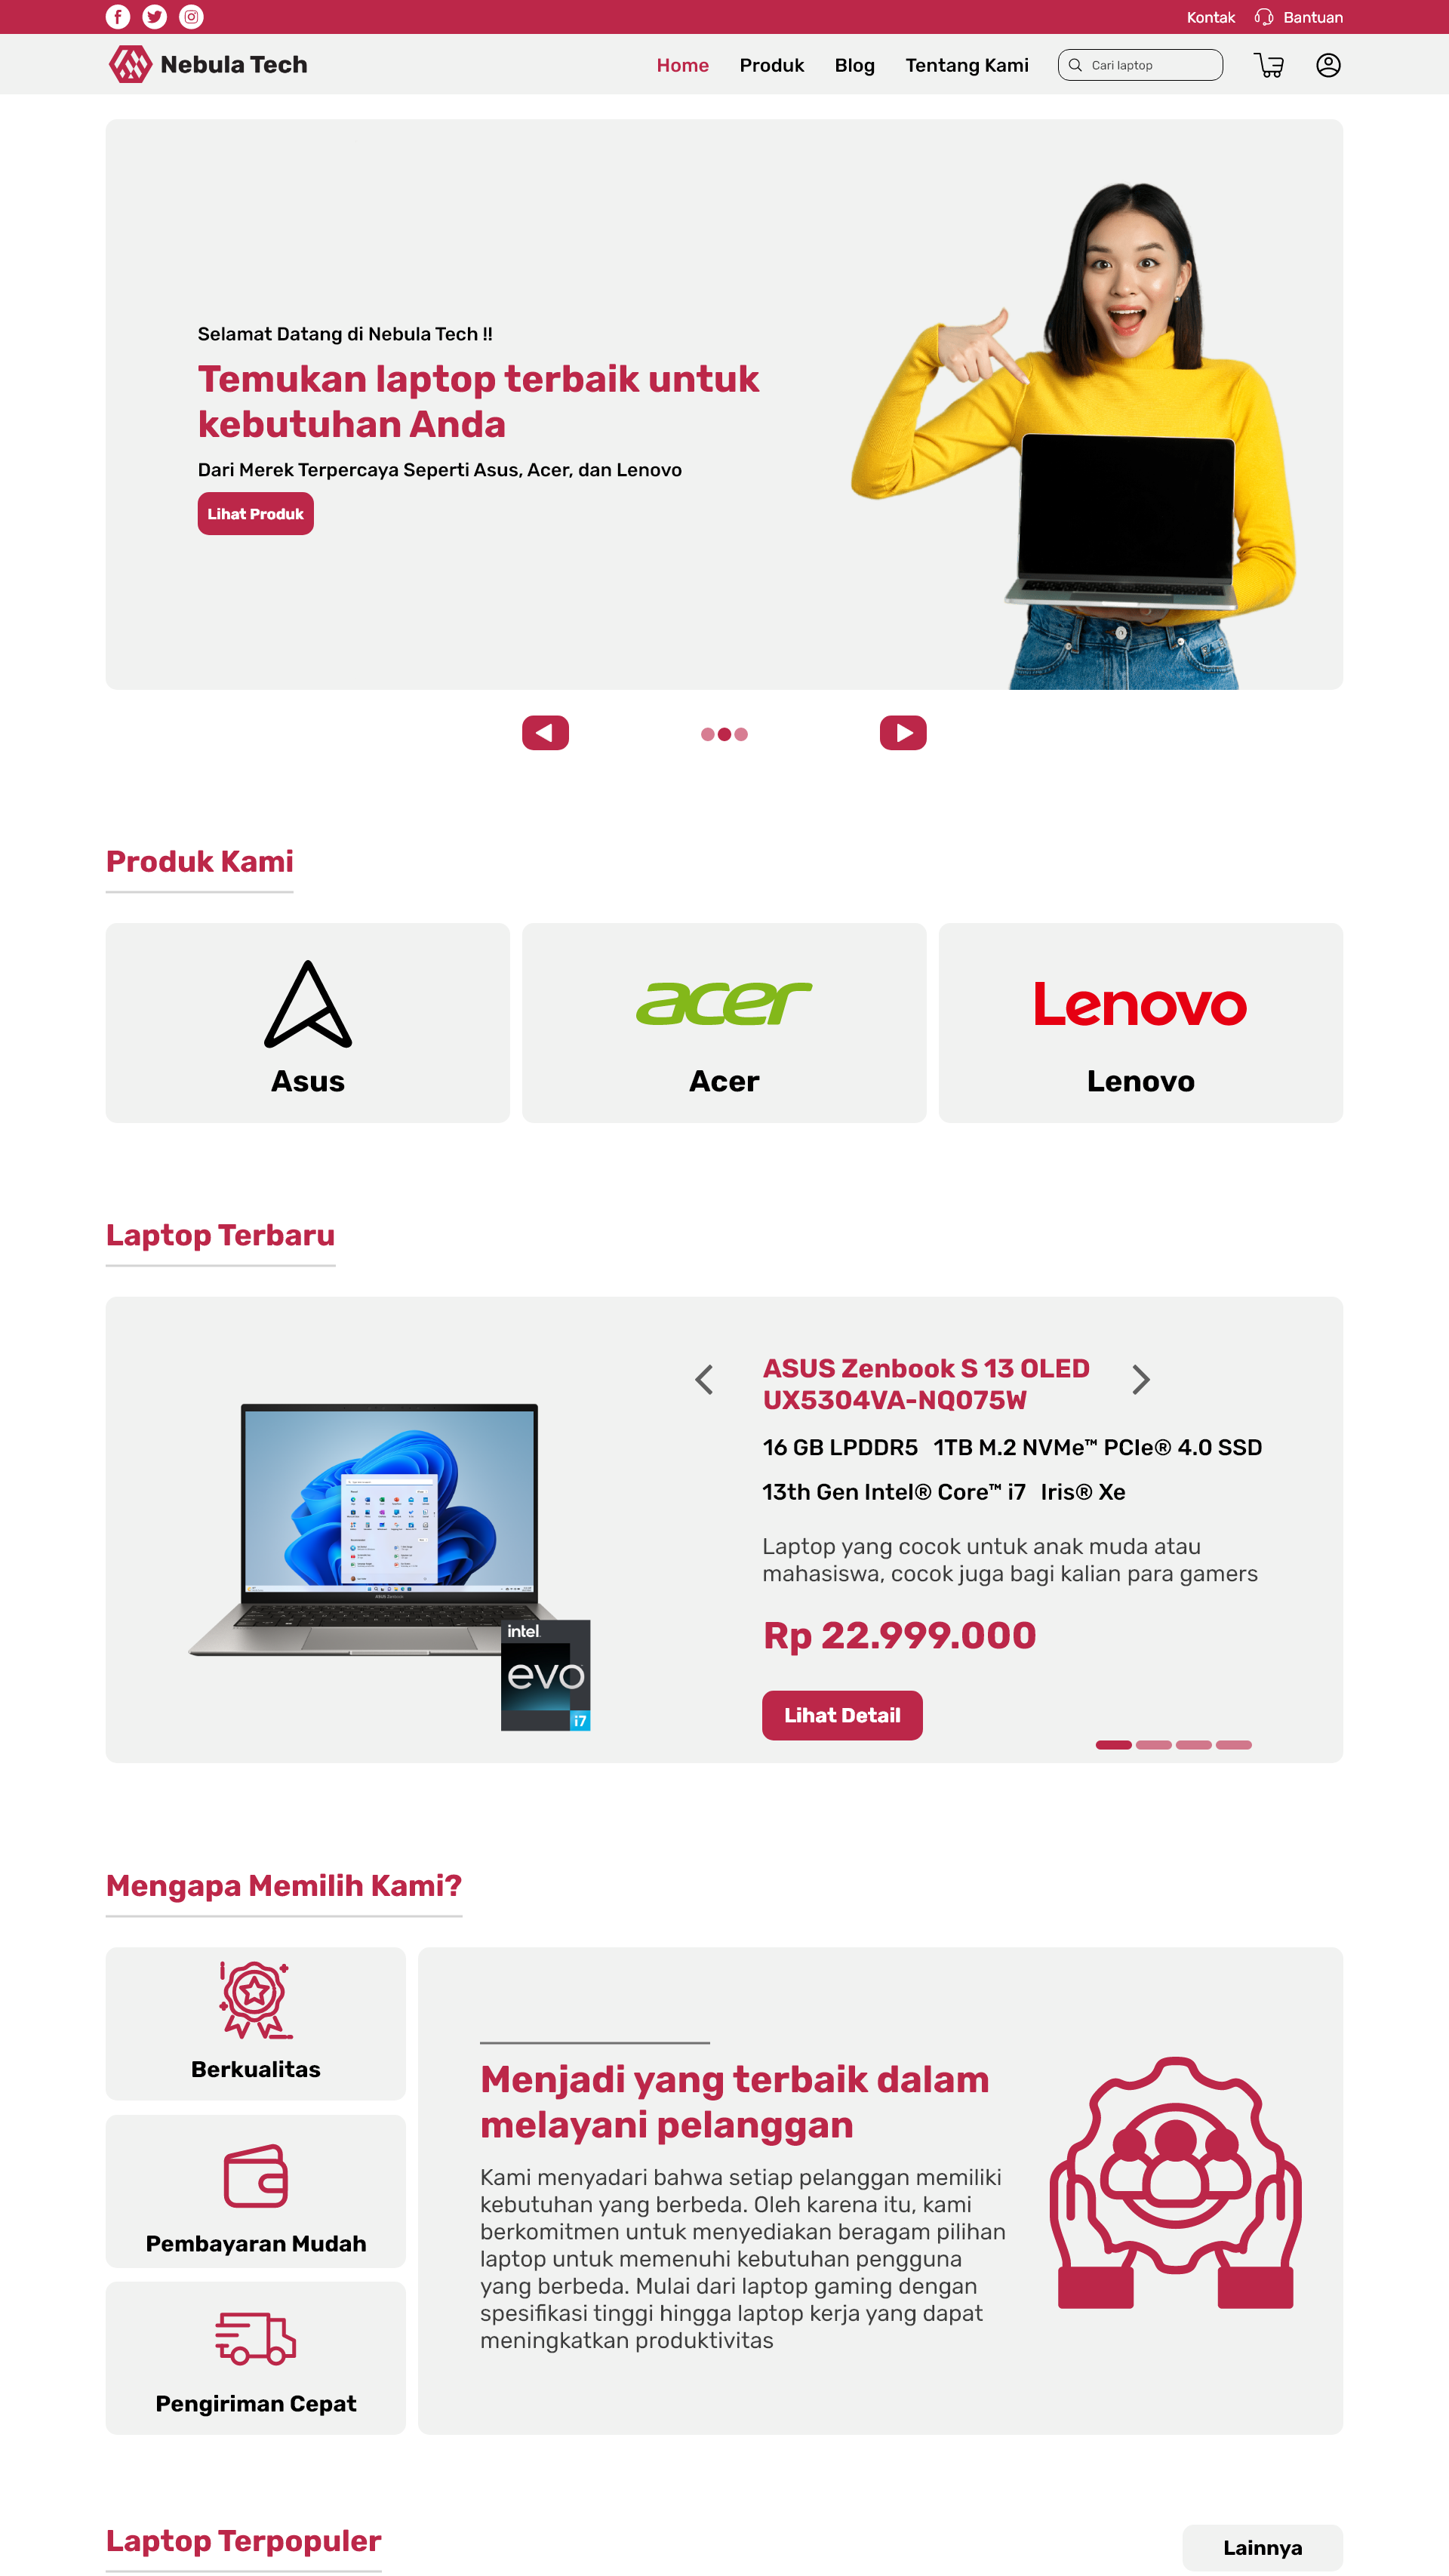 Kontak
Bantuan
Nebula Tech
Home
Produk
Blog
Tentang Kami
Cari laptop
Selamat Datang di Nebula Tech !!
Temukan laptop terbaik untuk
kebutuhan Anda
Dari Merek Terpercaya Seperti Asus, Acer, dan Lenovo
Lihat Produk
Produk Kami
acer
Lenovo
Asus
Acer
Lenovo
Laptop Terbaru
ASUS Zenbook S 13 OLED
UX5304VA-NQ075W
16 GB LPDDR5 1TB M.2 NVMe™ PCIe® 4.0 SSD
13th Gen Intel® Core™ i7 Iris® Xe
Laptop yang cocok untuk anak muda atau
mahasiswa, cocok juga bagi kalian para gamers
Rp 22.999.000
Lihat Detail
ASUS Zenbook
intel.
evo
i7
Mengapa Memilih Kami?
Berkualitas
Pembayaran Mudah
Pengiriman Cepat
Menjadi yang terbaik dalam
melayani pelanggan
Kami menyadari bahwa setiap pelanggan memiliki
kebutuhan yang berbeda. Oleh karena itu, kami
berkomitmen untuk menyediakan beragam pilihan
laptop untuk memenuhi kebutuhan pengguna
yang berbeda. Mulai dari laptop gaming dengan
spesifikasi tinggi hingga laptop kerja yang dapat
meningkatkan produktivitas
Laptop Terpopuler
Lainnya